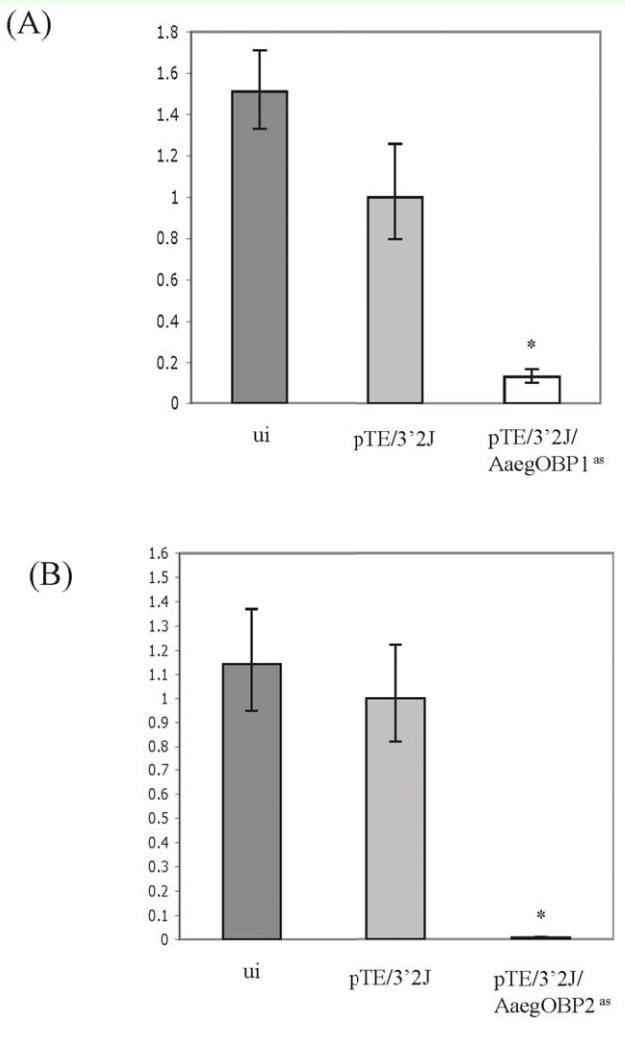 (A)
1.8
1.6
1.4
1.2
1
0.8
0.6
0.4
0.2
0
*
ui
pTE/3’2J
pTE/3’2J/
AaegOBP1 as
(B)
1.6
1.5
1.4
1.3
1.2
1.1
1
0.9
0.8
0.7
0.6
0.5
0.4
0.3
0.2
0.1
0
*
ui
pTE/3’2J
pTE/3’2J/
AaegOBP2 as